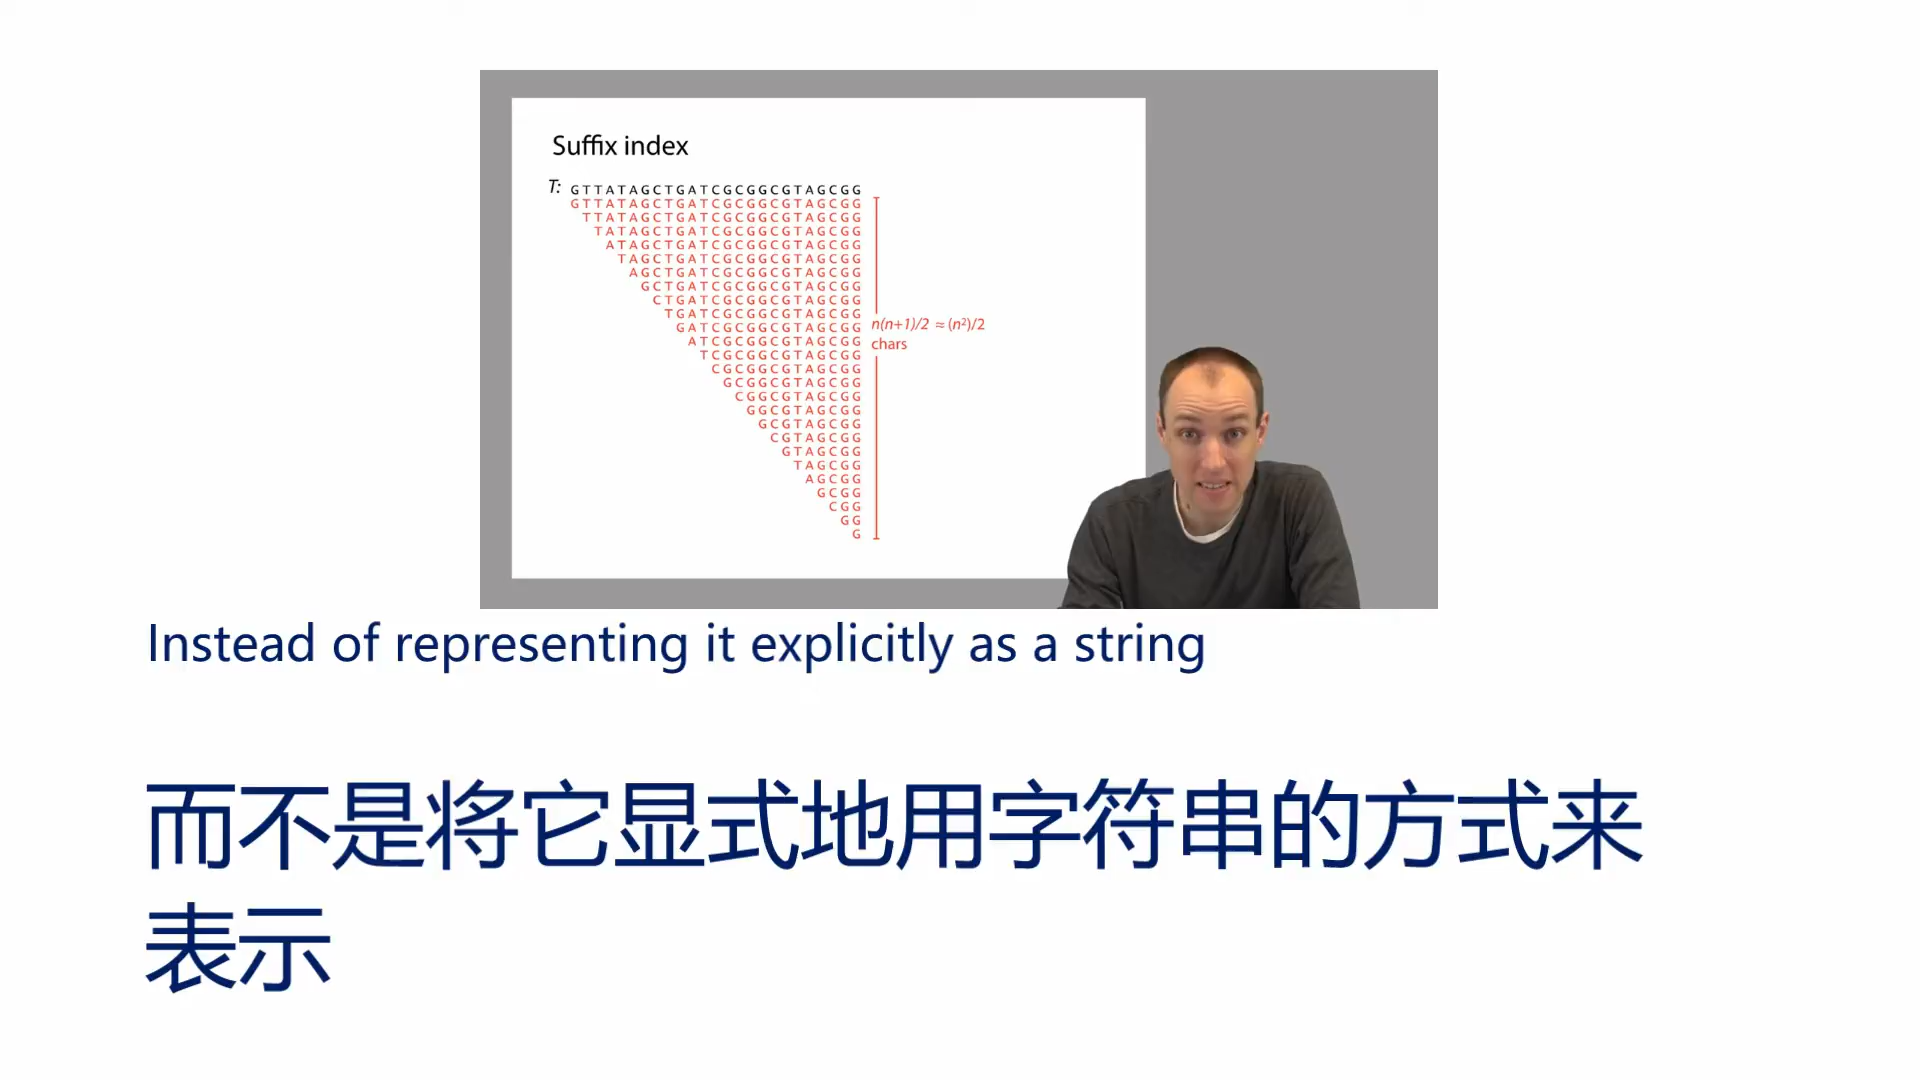 Suffix index
T: GTTATAGCTGATCGCGGCGTAGCGG
GTTATAGCTGATCGCGGCGTAGCGG
TTATAGCTGATCGCGGCGTAGCGG
TATAGCTGATCGCGGCGTAGCGG
ATAGCTGATCGCGGCGTAGCGG
TAGCTGATCGCGGCGTAGCGG
AGCTGATCGCGGCGTAGCGG
GCTGATCGCGGCGTAGCGG
CTGATCGCGGCGTAGCGG
TGATCGCGGCGTAGCGG
GATCGCGGCGTAGCGG
ATCGCGGCGTAGCGG
TCGCGGCGTAGCGG
CGCGGCGTAGCGG
GCGGCGTAGCGG
CGGCGTAGCGG
GGCGTAGCGG
GCGTAGCGG
CGTAGCGG
GTAGCGG
TAGCGG
AGCGG
GCGG
CGG
GG
G
n(n+1)/2 ≈ (n²)/2
chars
Instead of representing it explicitly as a string
而不是将它显式地用字符串的方式来
表示